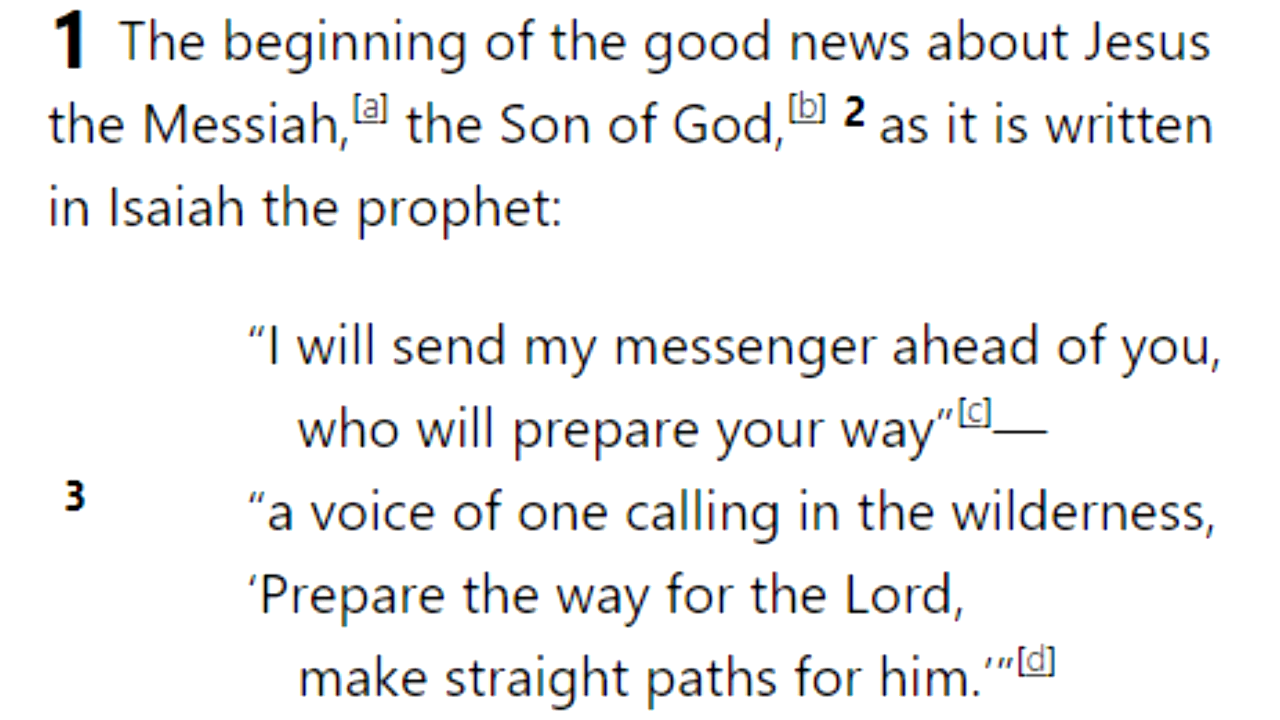 1 The beginning of the good news about Jesus
the Messiah,[a] the Son of God,[b] 2 as it is written
in Isaiah the prophet:
“I will send my messenger ahead of you,
who will prepare your way”[c]—
3 “a voice of one calling in the wilderness,
‘Prepare the way for the Lord,
make straight paths for him.’”[d]